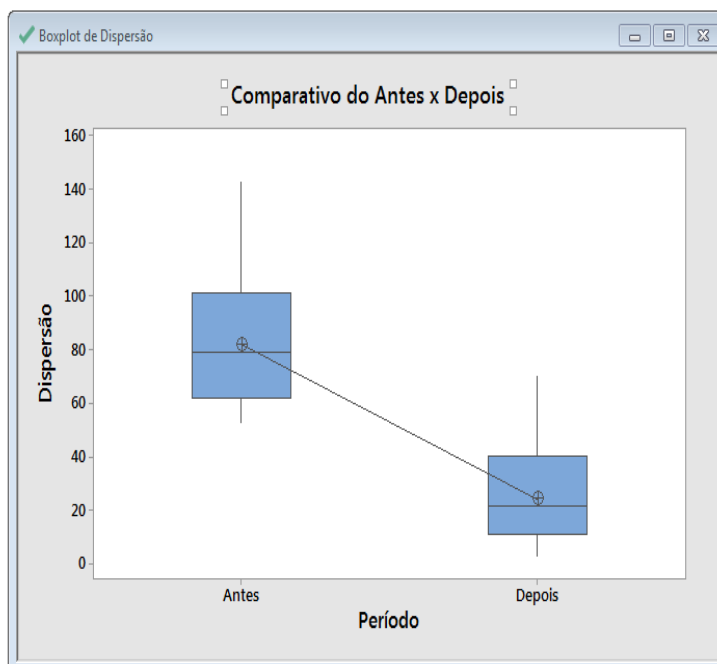 Boxplot de Dispersão
Comparativo do Antes x Depois
160
140
120
100
80
60
40
20
0
Dispersão
Antes
Depois
Período